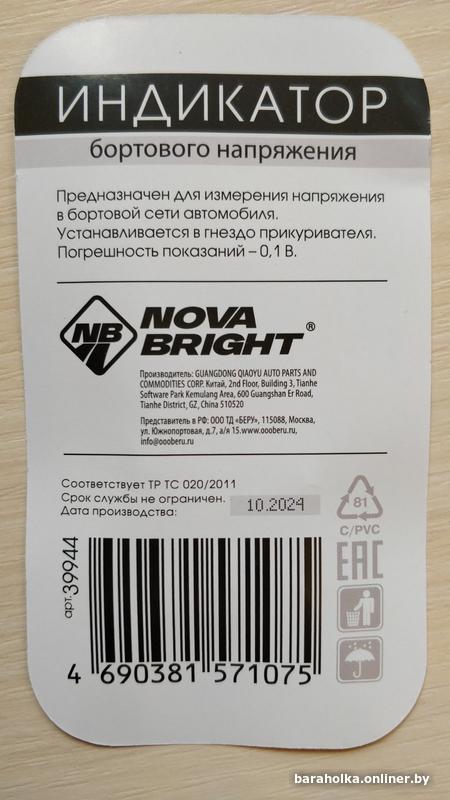 ИНДИКАТОР
бортового напряжения
Предназначен для измерения напряжения
в бортовой сети автомобиля.
Устанавливается в гнездо прикуривателя.
Погрешность показаний – 0,1 В.
NB
NOVA
BRIGHT ®
Производитель: GUANGDONG QIAOYU AUTO PARTS AND
COMMODITIES CORP. Китай, 2nd Floor, Building 3, Tianhe
Software Park Kemulang Area, 600 Guangshan Er Road,
Tianhe District, GZ, China 510520
Представитель в РФ: ООО ТД «БЕРУ», 115088, Москва,
ул. Южнопортовая, д.7, а/я 15.www.oooberu.ru,
info@oooberu.ru
Соответствует ТР ТС 020/2011
Срок службы не ограничен.
Дата производства:
10.2024
81
C/PVC
EAC
арт.39944
4 690381 571075
baraholka.onliner.by